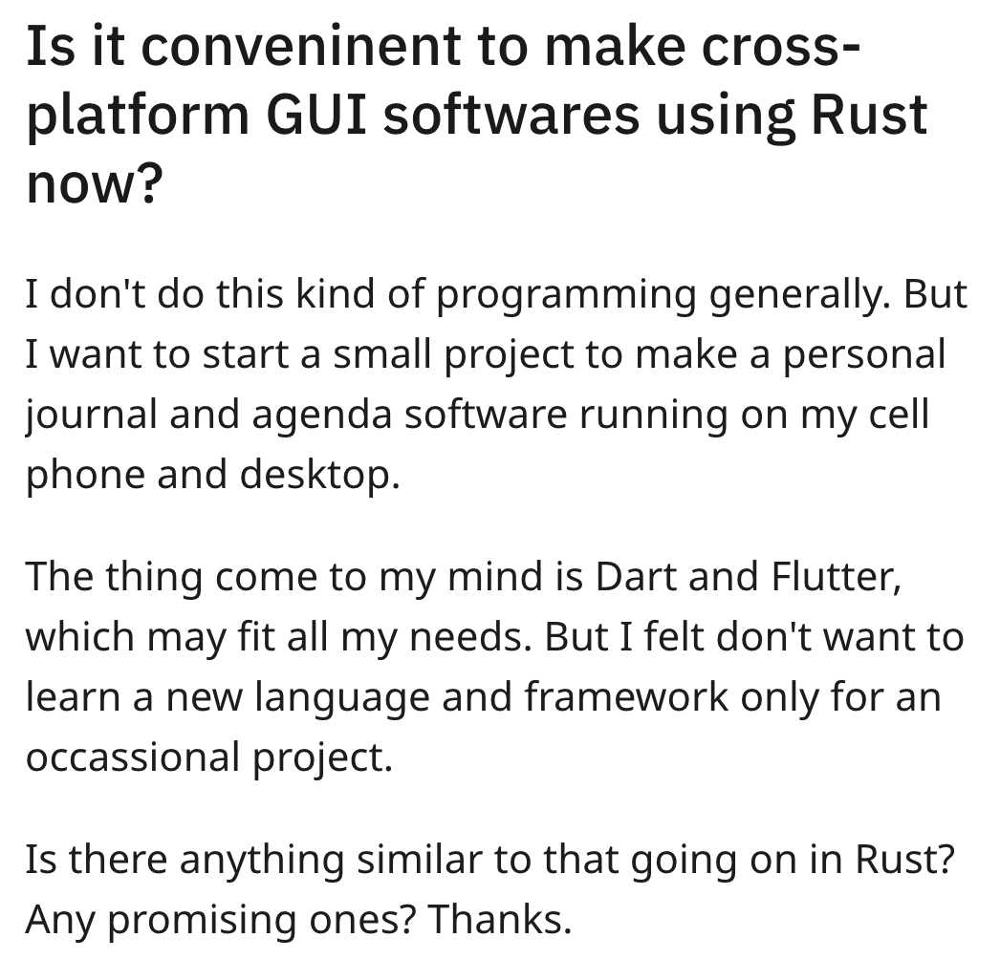 Is it conveninent to make cross-
platform GUI softwares using Rust
now?
I don't do this kind of programming generally. But
I want to start a small project to make a personal
journal and agenda software running on my cell
phone and desktop.
The thing come to my mind is Dart and Flutter,
which may fit all my needs. But I felt don't want to
learn a new language and framework only for an
occassional project.
Is there anything similar to that going on in Rust?
Any promising ones? Thanks.